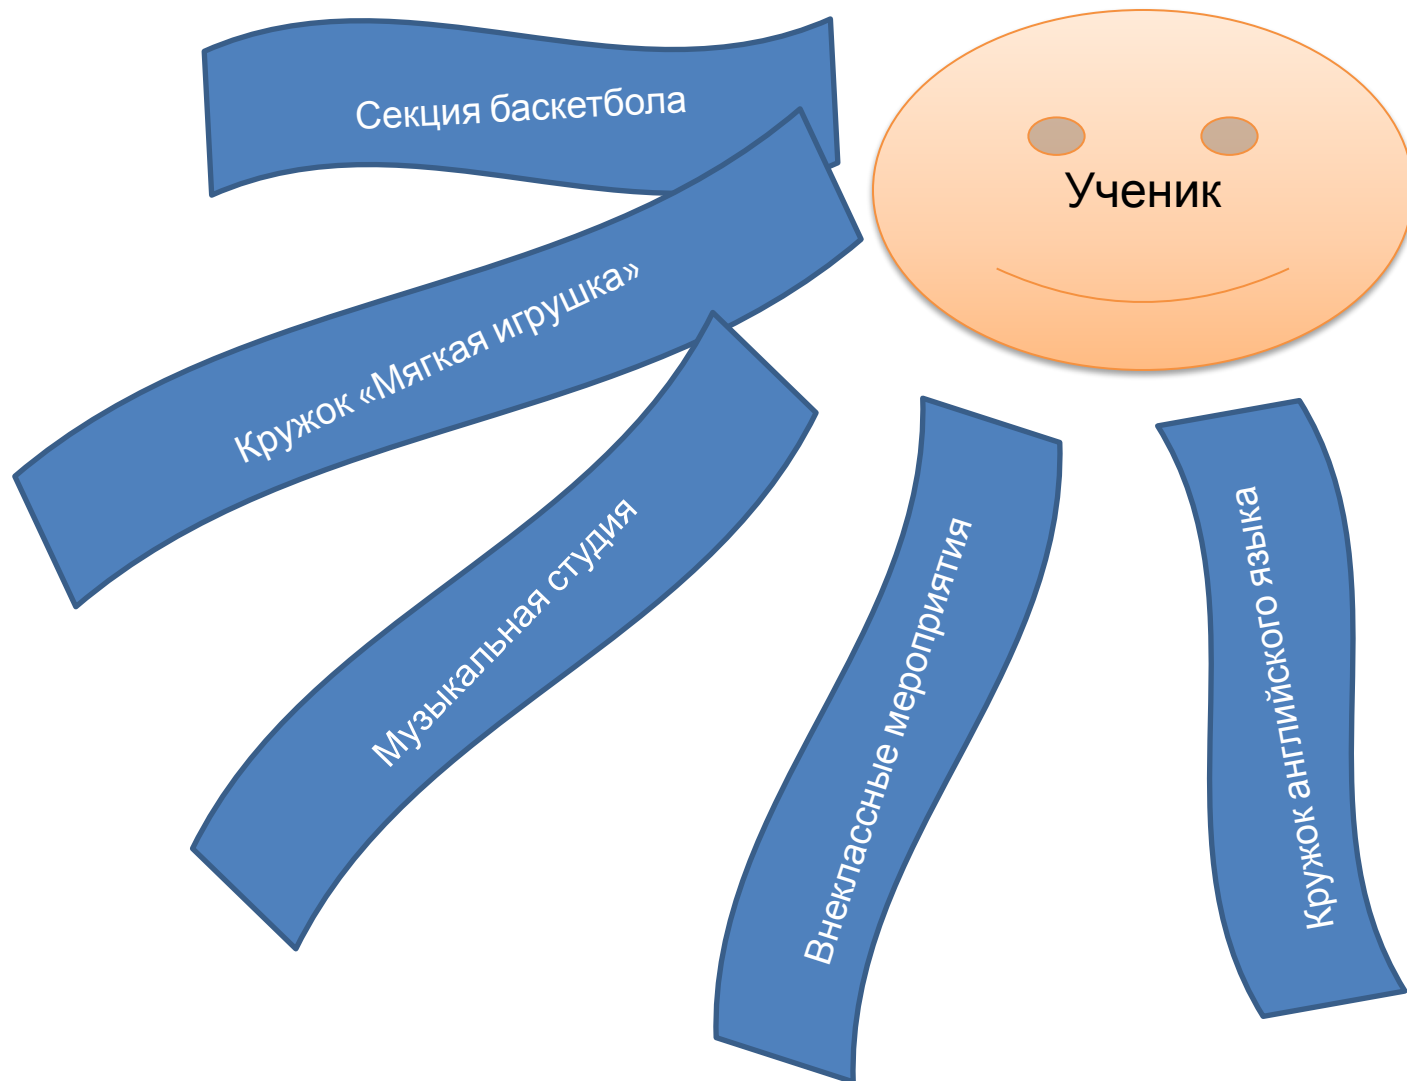 Секция баскетбола
Ученик
Кружок «Мягкая игрушка»
Музыкальная студия
Внеклассные мероприятия
Кружок английского языка